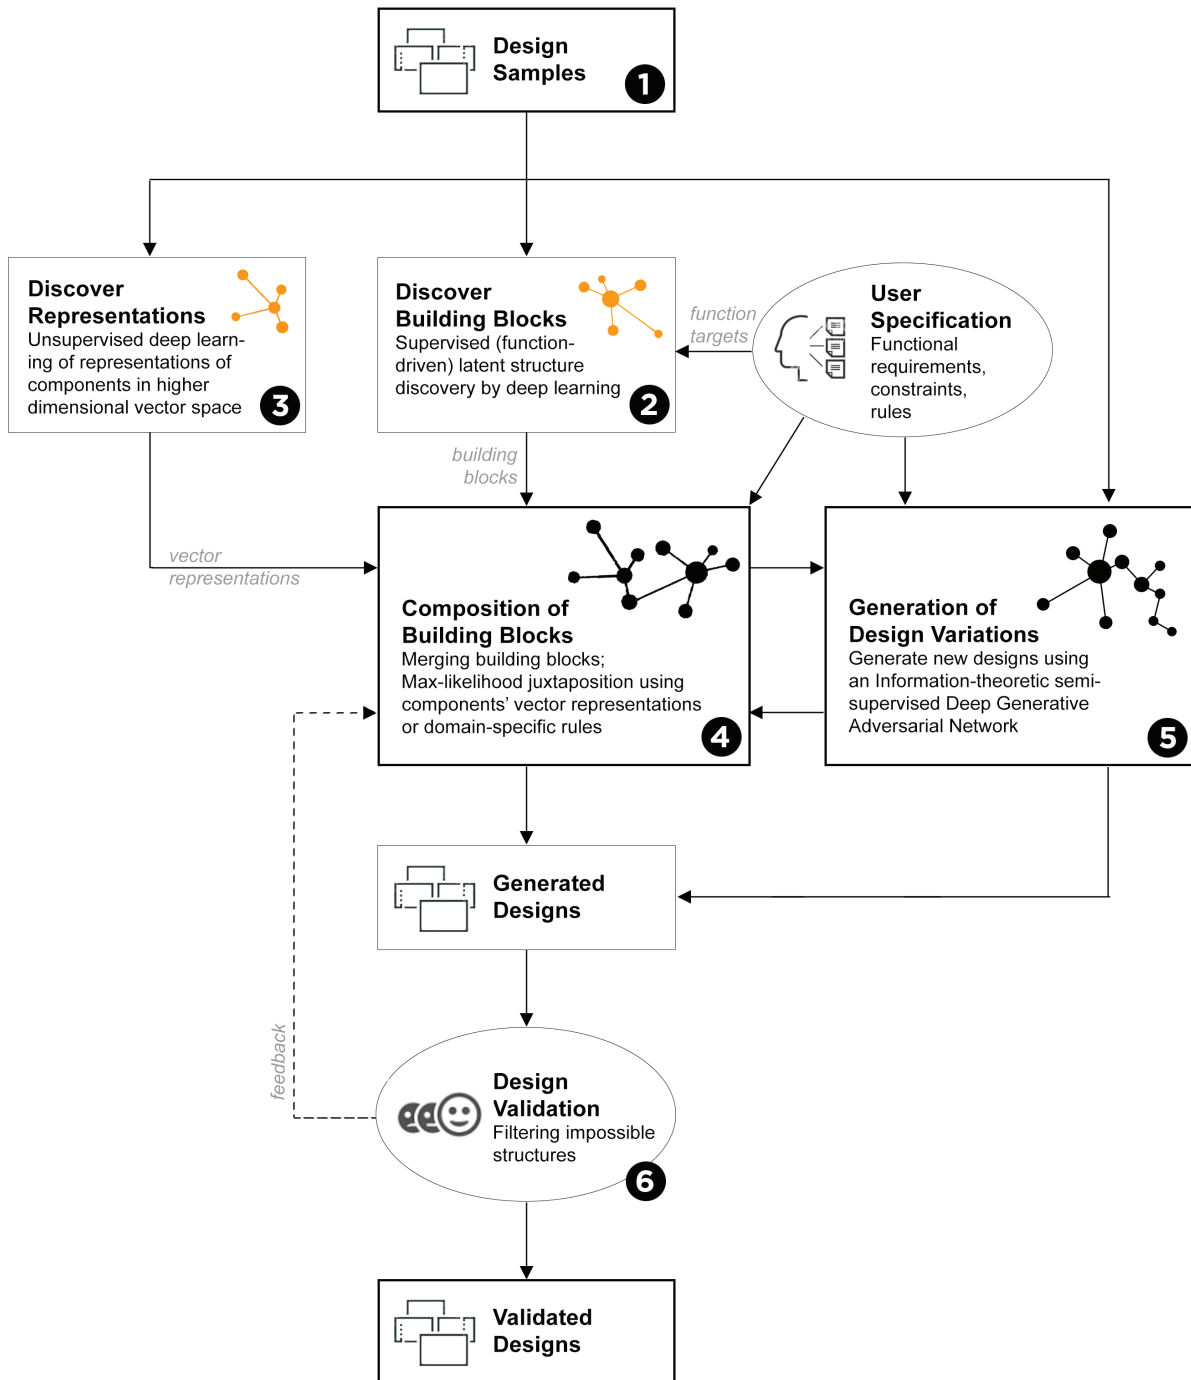 Design
Samples
1
Discover
Representations
Unsupervised deep learn-
ing of representations of
components in higher
dimensional vector space
3
Discover
Building Blocks
Supervised (function-
driven) latent structure
discovery by deep learning
2
function
targets
User
Specification
Functional
requirements,
constraints,
rules
building
blocks
vector
representations
Composition of
Building Blocks
Merging building blocks;
Max-likelihood juxtaposition using
components' vector representations
or domain-specific rules
4
Generation of
Design Variations
Generate new designs using
an Information-theoretic semi-
supervised Deep Generative
Adversarial Network
5
Generated
Designs
feedback
Design
Validation
Filtering impossible
structures
6
Validated
Designs